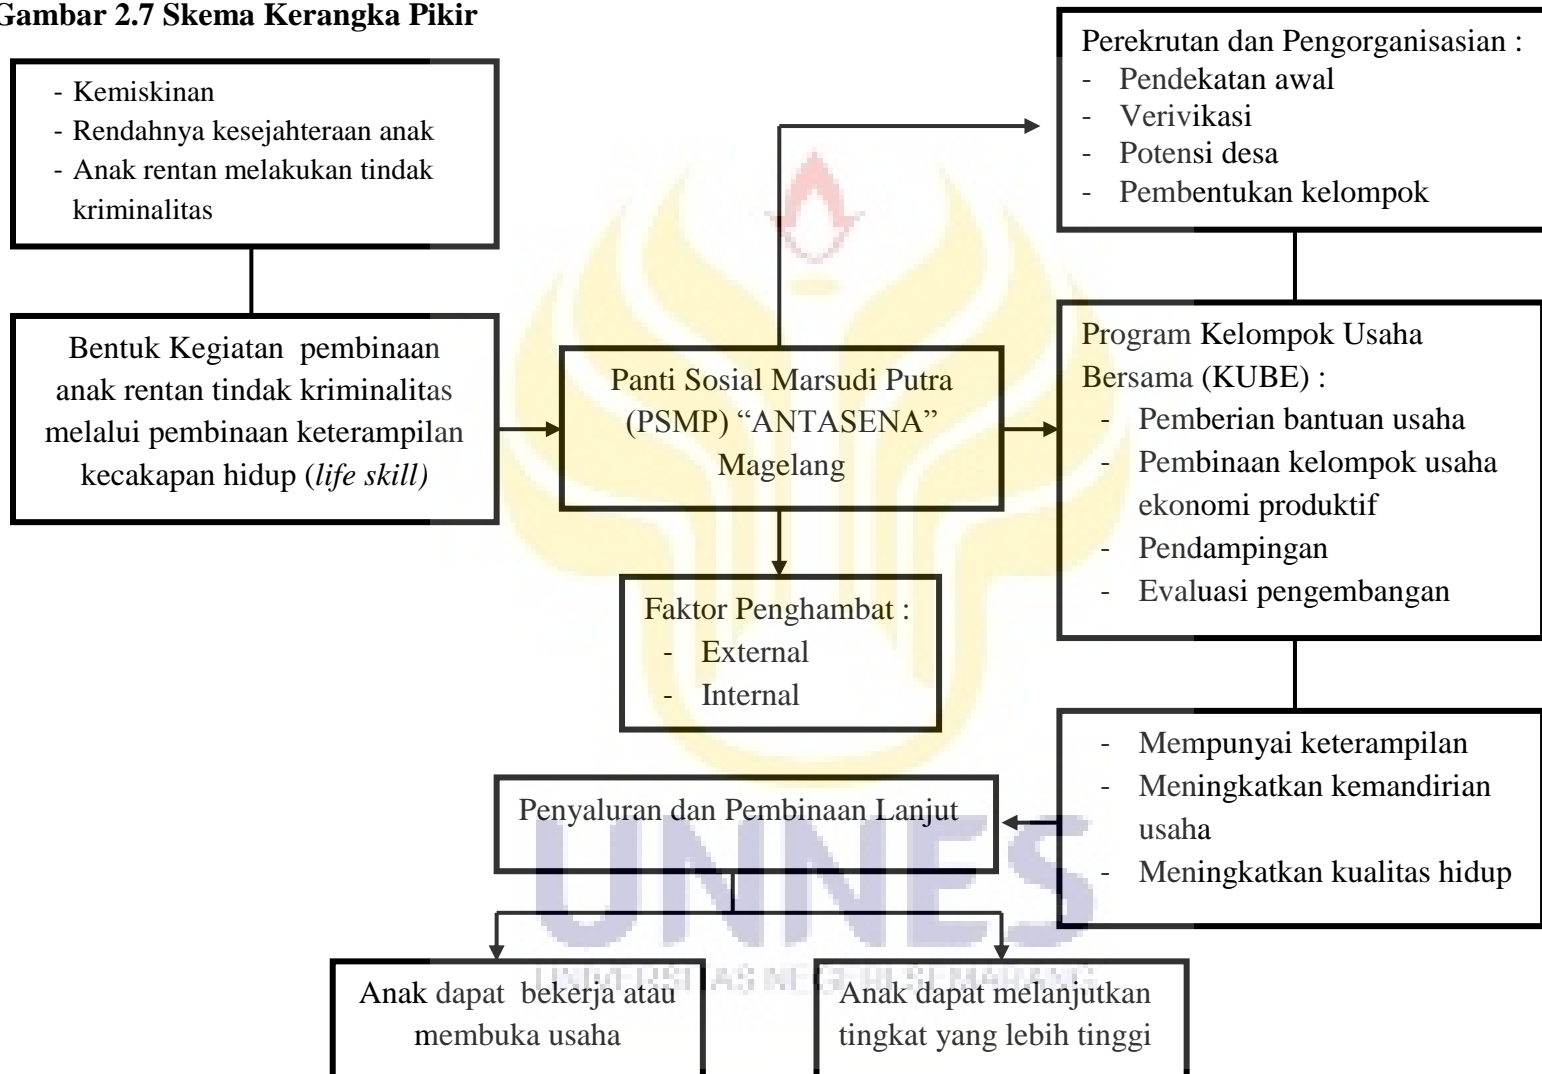 Gambar 2.7 Skema Kerangka Pikir
- Kemiskinan
- Rendahnya kesejahteraan anak
- Anak rentan melakukan tindak
kriminalitas
Bentuk Kegiatan pembinaan
anak rentan tindak kriminalitas
melalui pembinaan keterampilan
kecakapan hidup (life skill)
Panti Sosial Marsudi Putra
(PSMP) “ANTASENA”
Magelang
Perekrutan dan Pengorganisasian :
- Pendekatan awal
- Verivikasi
- Potensi desa
- Pembentukan kelompok
Program Kelompok Usaha
Bersama (KUBE) :
- Pemberian bantuan usaha
- Pembinaan kelompok usaha
ekonomi produktif
- Pendampingan
- Evaluasi pengembangan
Faktor Penghambat :
- External
- Internal
- Mempunyai keterampilan
- Meningkatkan kemandirian
usaha
- Meningkatkan kualitas hidup
Penyaluran dan Pembinaan Lanjut
Anak dapat bekerja atau
membuka usaha
Anak dapat melanjutkan
tingkat yang lebih tinggi
UNNES
UNIVERSITAS NEGERI SEMARANG